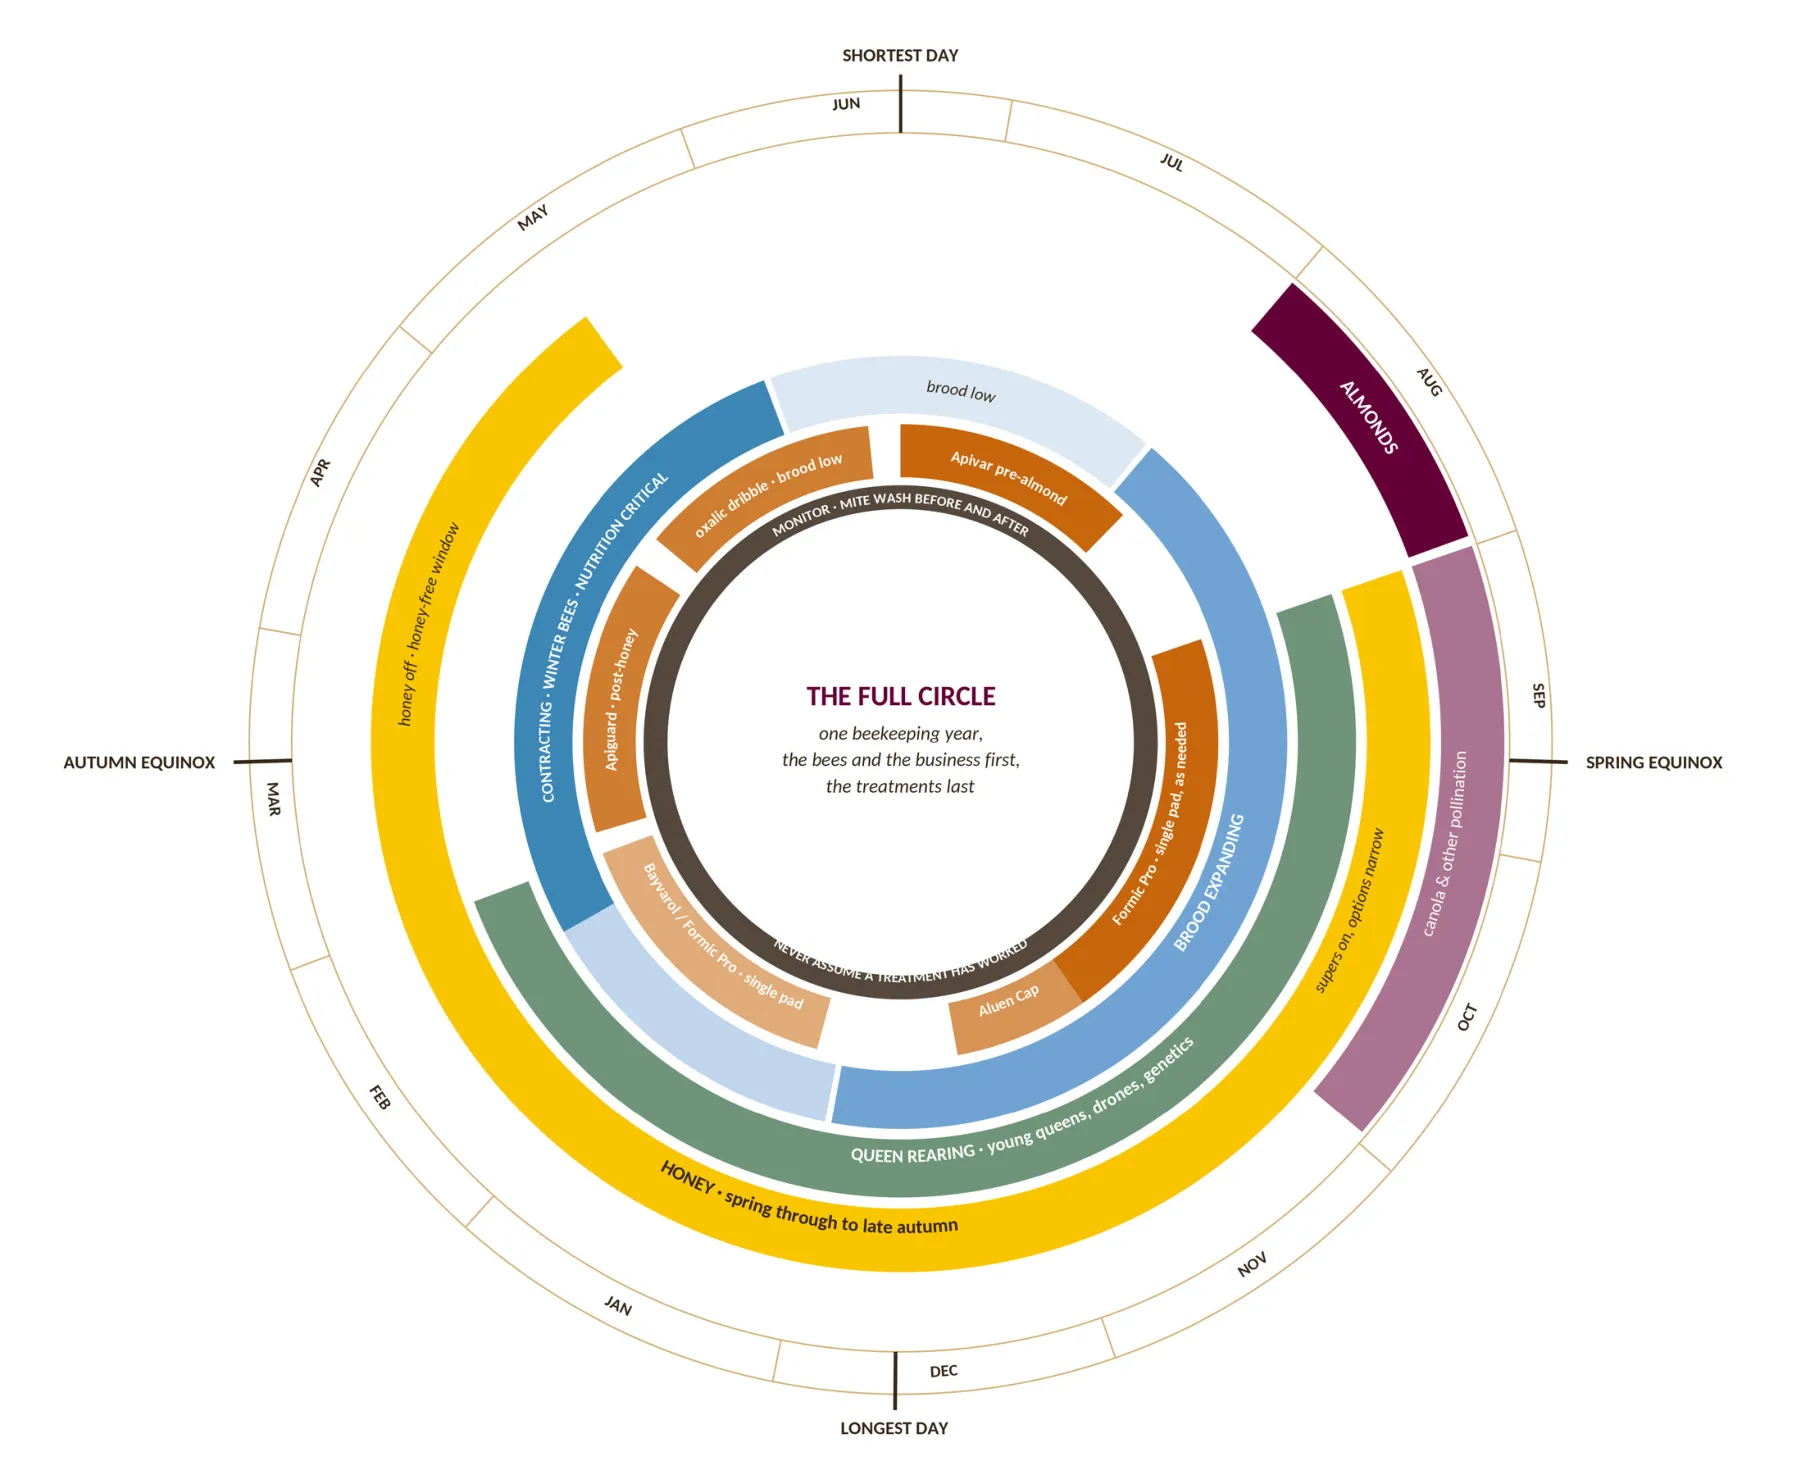 SHORTEST DAY
JUN
JUL
MAY
AUG
APR
SEP
AUTUMN EQUINOX
SPRING EQUINOX
MAR
OCT
FEB
NOV
JAN
DEC
LONGEST DAY
ALMONDS
canola & other pollination
honey off · honey-free window
supers on, options narrow
HONEY · spring through to late autumn
QUEEN REARING · young queens, drones, genetics
brood low
CONTRACTING · WINTER BEES · NUTRITION CRITICAL
BROOD EXPANDING
oxalic dribble · brood low
Apivar pre-almond
Apiguard · post-honey
Formic Pro · single pad, as needed
Bayvarol / Formic Pro · single pad
Aluen Cap
MONITOR · MITE WASH BEFORE AND AFTER
NEVER ASSUME A TREATMENT HAS WORKED
THE FULL CIRCLE
one beekeeping year,
the bees and the business first,
the treatments last